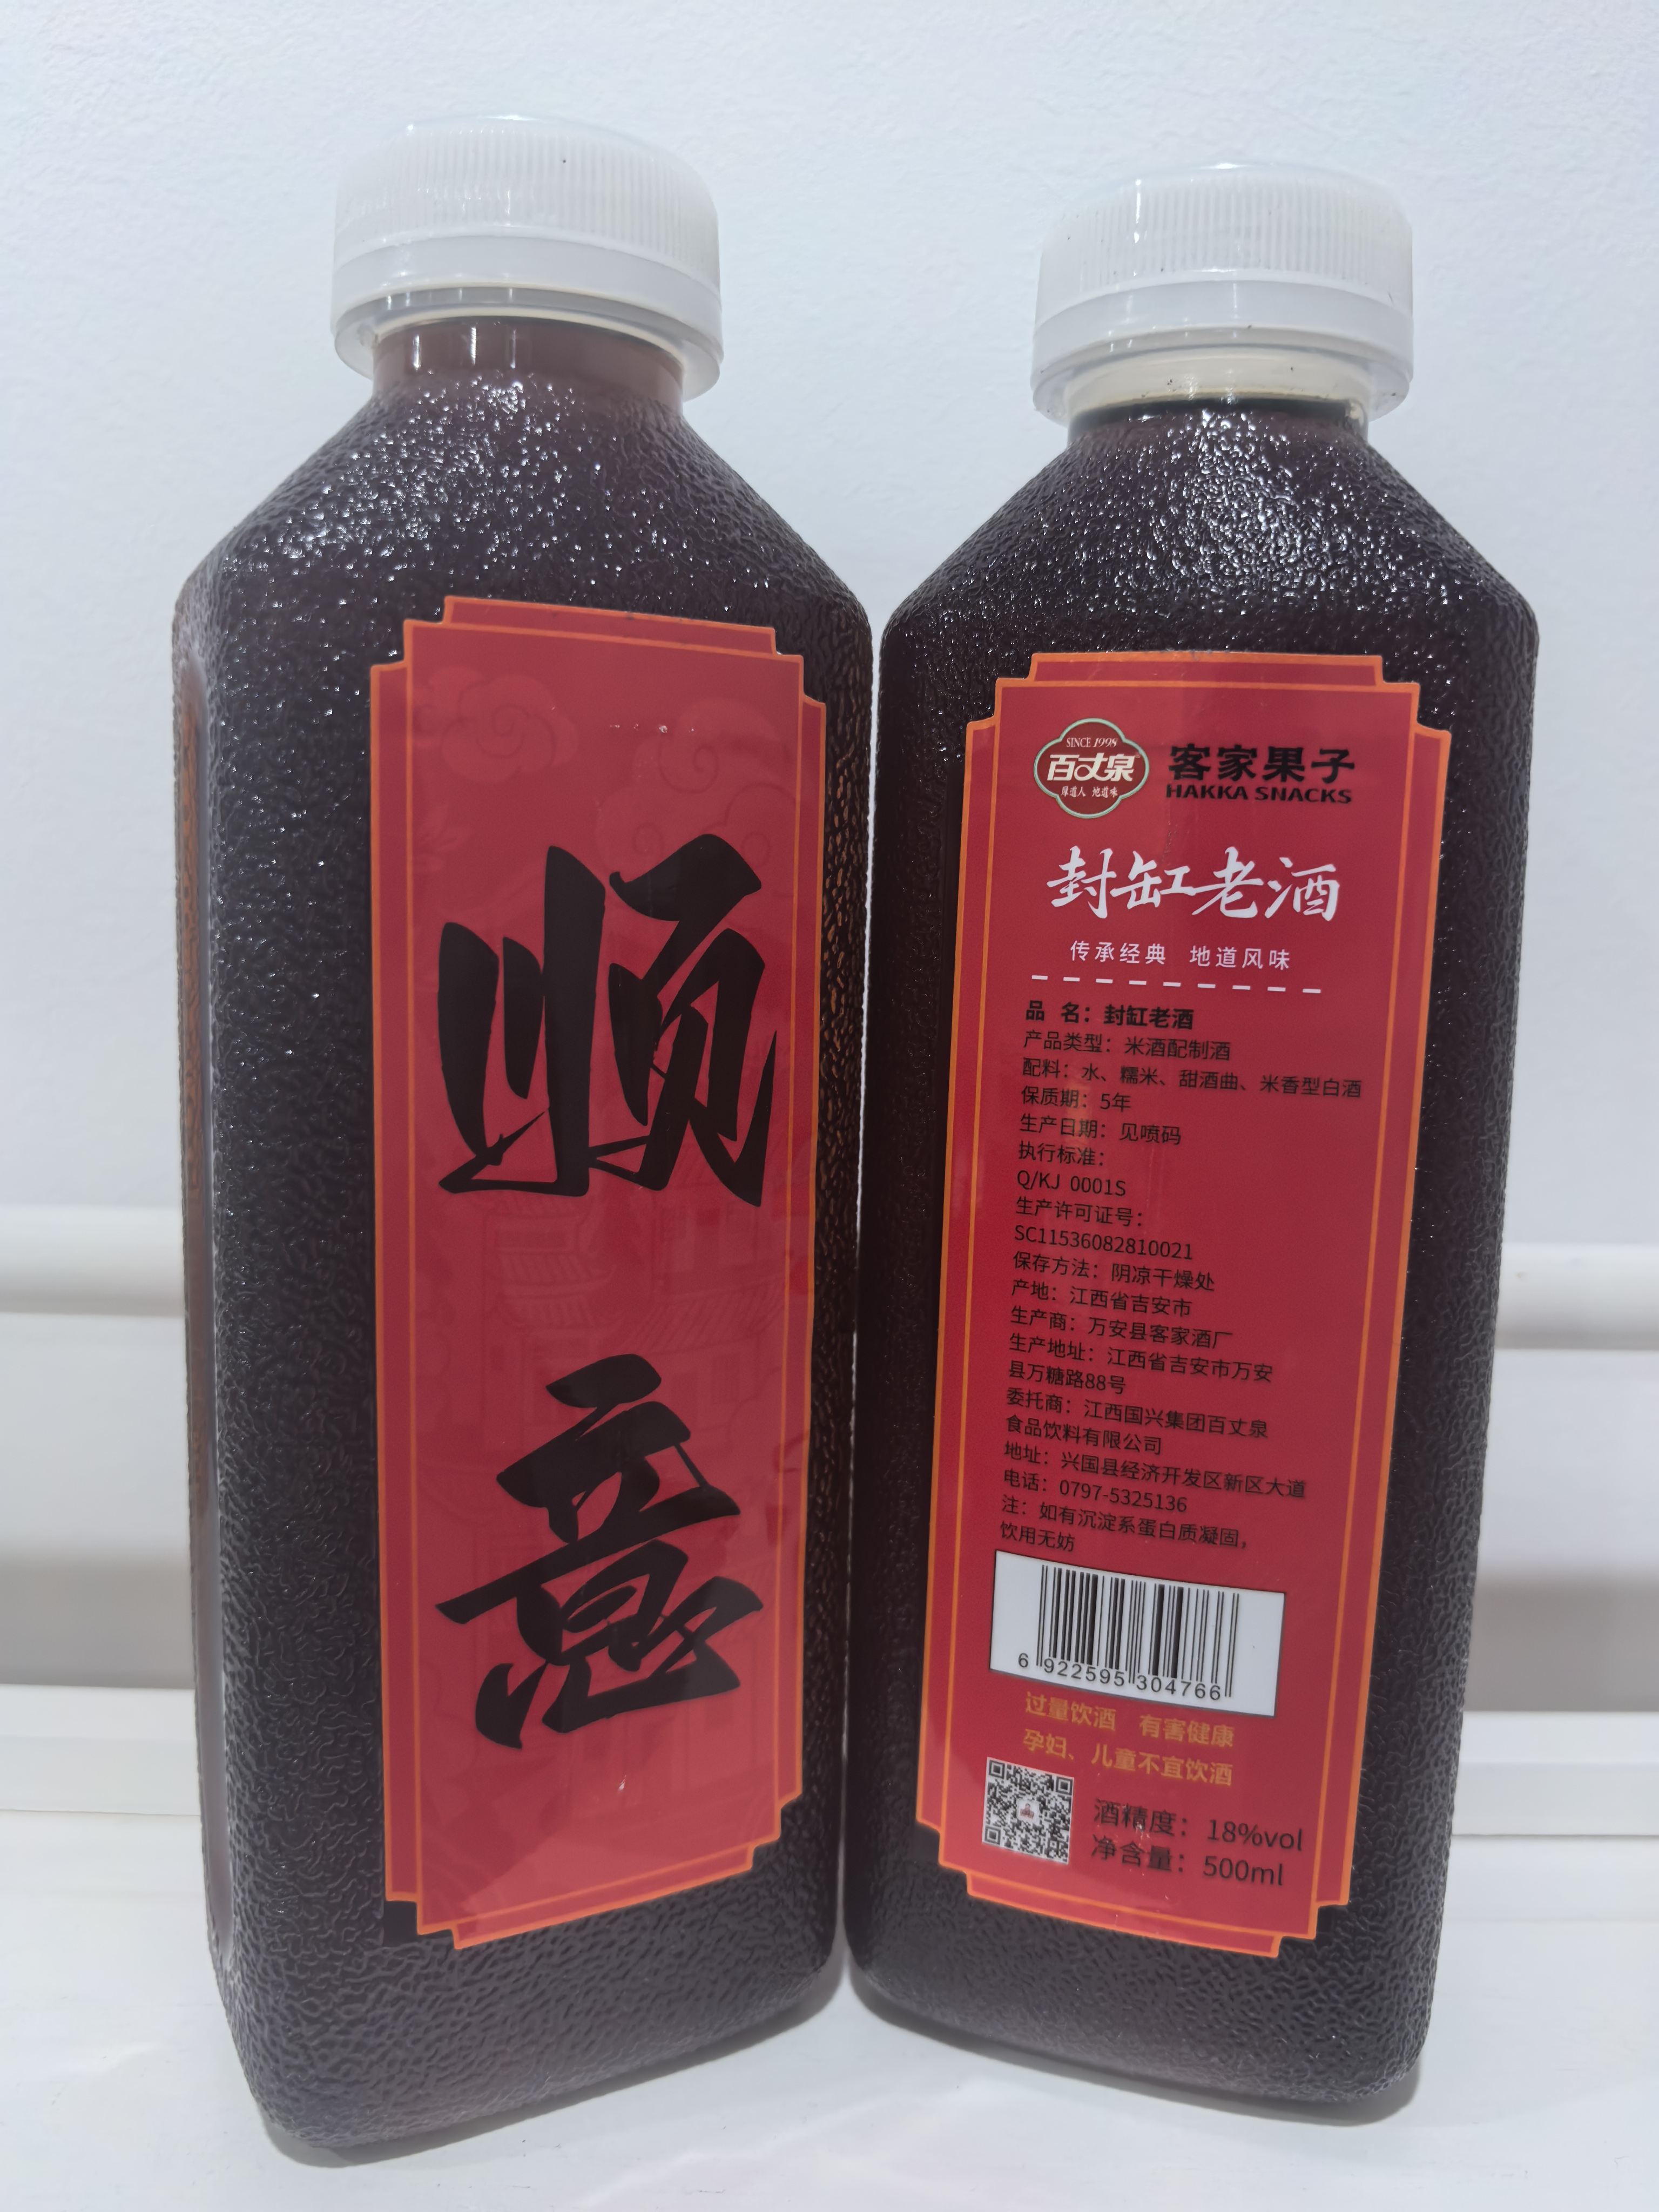 顺
意
SINCE 1998
百丈泉
厚道人 地道味
客家果子
HAKKA SNACKS
封缸老酒
传承经典 地道风味
品 名：封缸老酒
产品类型：米酒配制酒
配料：水、糯米、甜酒曲、米香型白酒
保质期：5年
生产日期：见喷码
执行标准：
Q/KJ 0001S
生产许可证号：
SC11536082810021
保存方法：阴凉干燥处
产地：江西省吉安市
生产商：万安县客家酒厂
生产地址：江西省吉安市万安
县万糖路88号
委托商：江西国兴集团百丈泉
食品饮料有限公司
地址：兴国县经济开发区新区大道
电话：0797-5325136
注：如有沉淀系蛋白质凝固，
饮用无妨
6 922595 304766
过量饮酒 有害健康
孕妇、儿童不宜饮酒
酒精度：18%vol
净含量：500ml